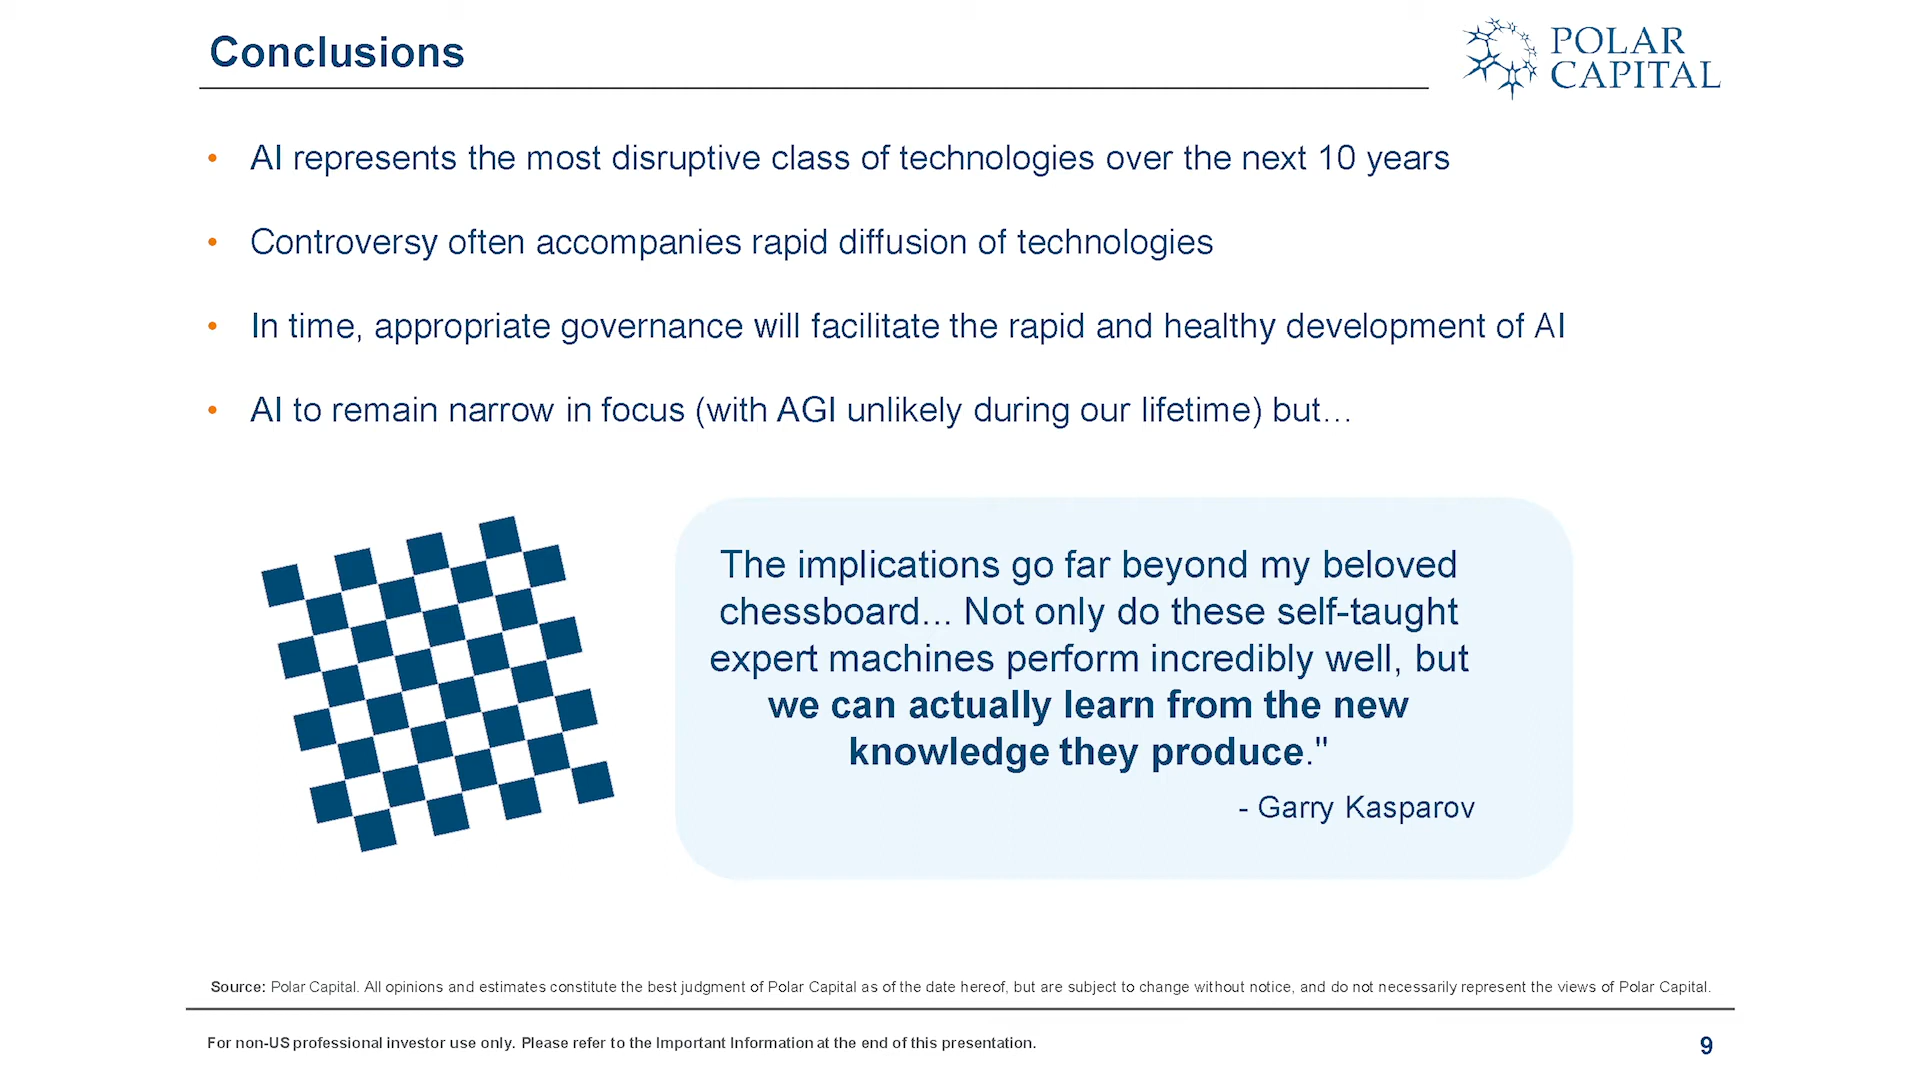 Conclusions
POLAR
CAPITAL
• AI represents the most disruptive class of technologies over the next 10 years
• Controversy often accompanies rapid diffusion of technologies
• In time, appropriate governance will facilitate the rapid and healthy development of AI
• AI to remain narrow in focus (with AGI unlikely during our lifetime) but…
The implications go far beyond my beloved
chessboard... Not only do these self-taught
expert machines perform incredibly well, but
we can actually learn from the new
knowledge they produce."
- Garry Kasparov
Source: Polar Capital. All opinions and estimates constitute the best judgment of Polar Capital as of the date hereof, but are subject to change without notice, and do not necessarily represent the views of Polar Capital.
For non-US professional investor use only. Please refer to the Important Information at the end of this presentation.
9